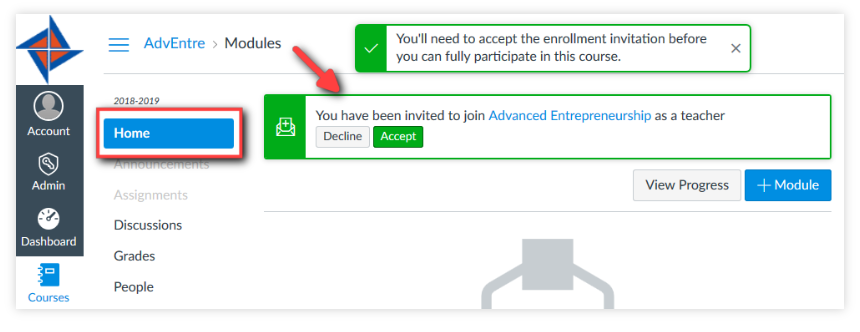 AdvEntre > Modules
You'll need to accept the enrollment invitation before
you can fully participate in this course.
2018-2019
You have been invited to join Advanced Entrepreneurship as a teacher
Decline Accept
Home
Announcements
Assignments
Discussions
Grades
People
View Progress + Module
Account
Admin
Dashboard
Courses